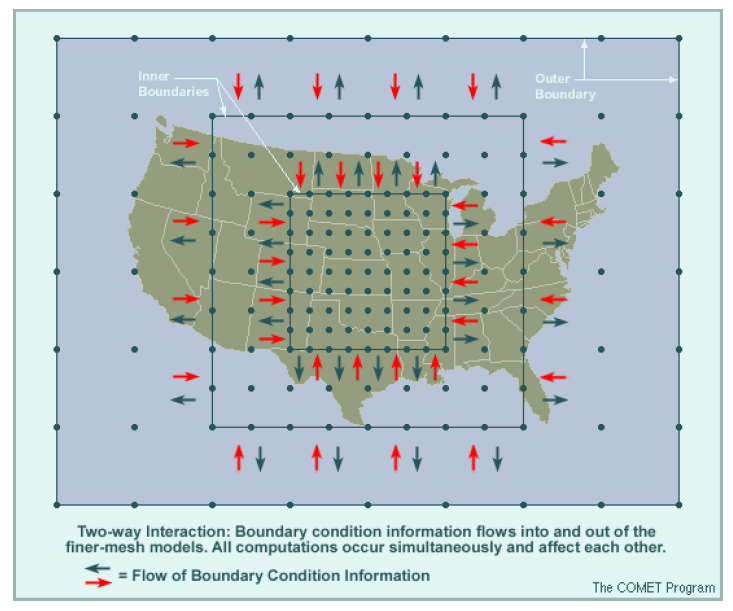 Inner
Boundaries
Outer
Boundary
Two-way Interaction: Boundary condition information flows into and out of the
finer-mesh models. All computations occur simultaneously and affect each other.
= Flow of Boundary Condition Information
The COMET Program